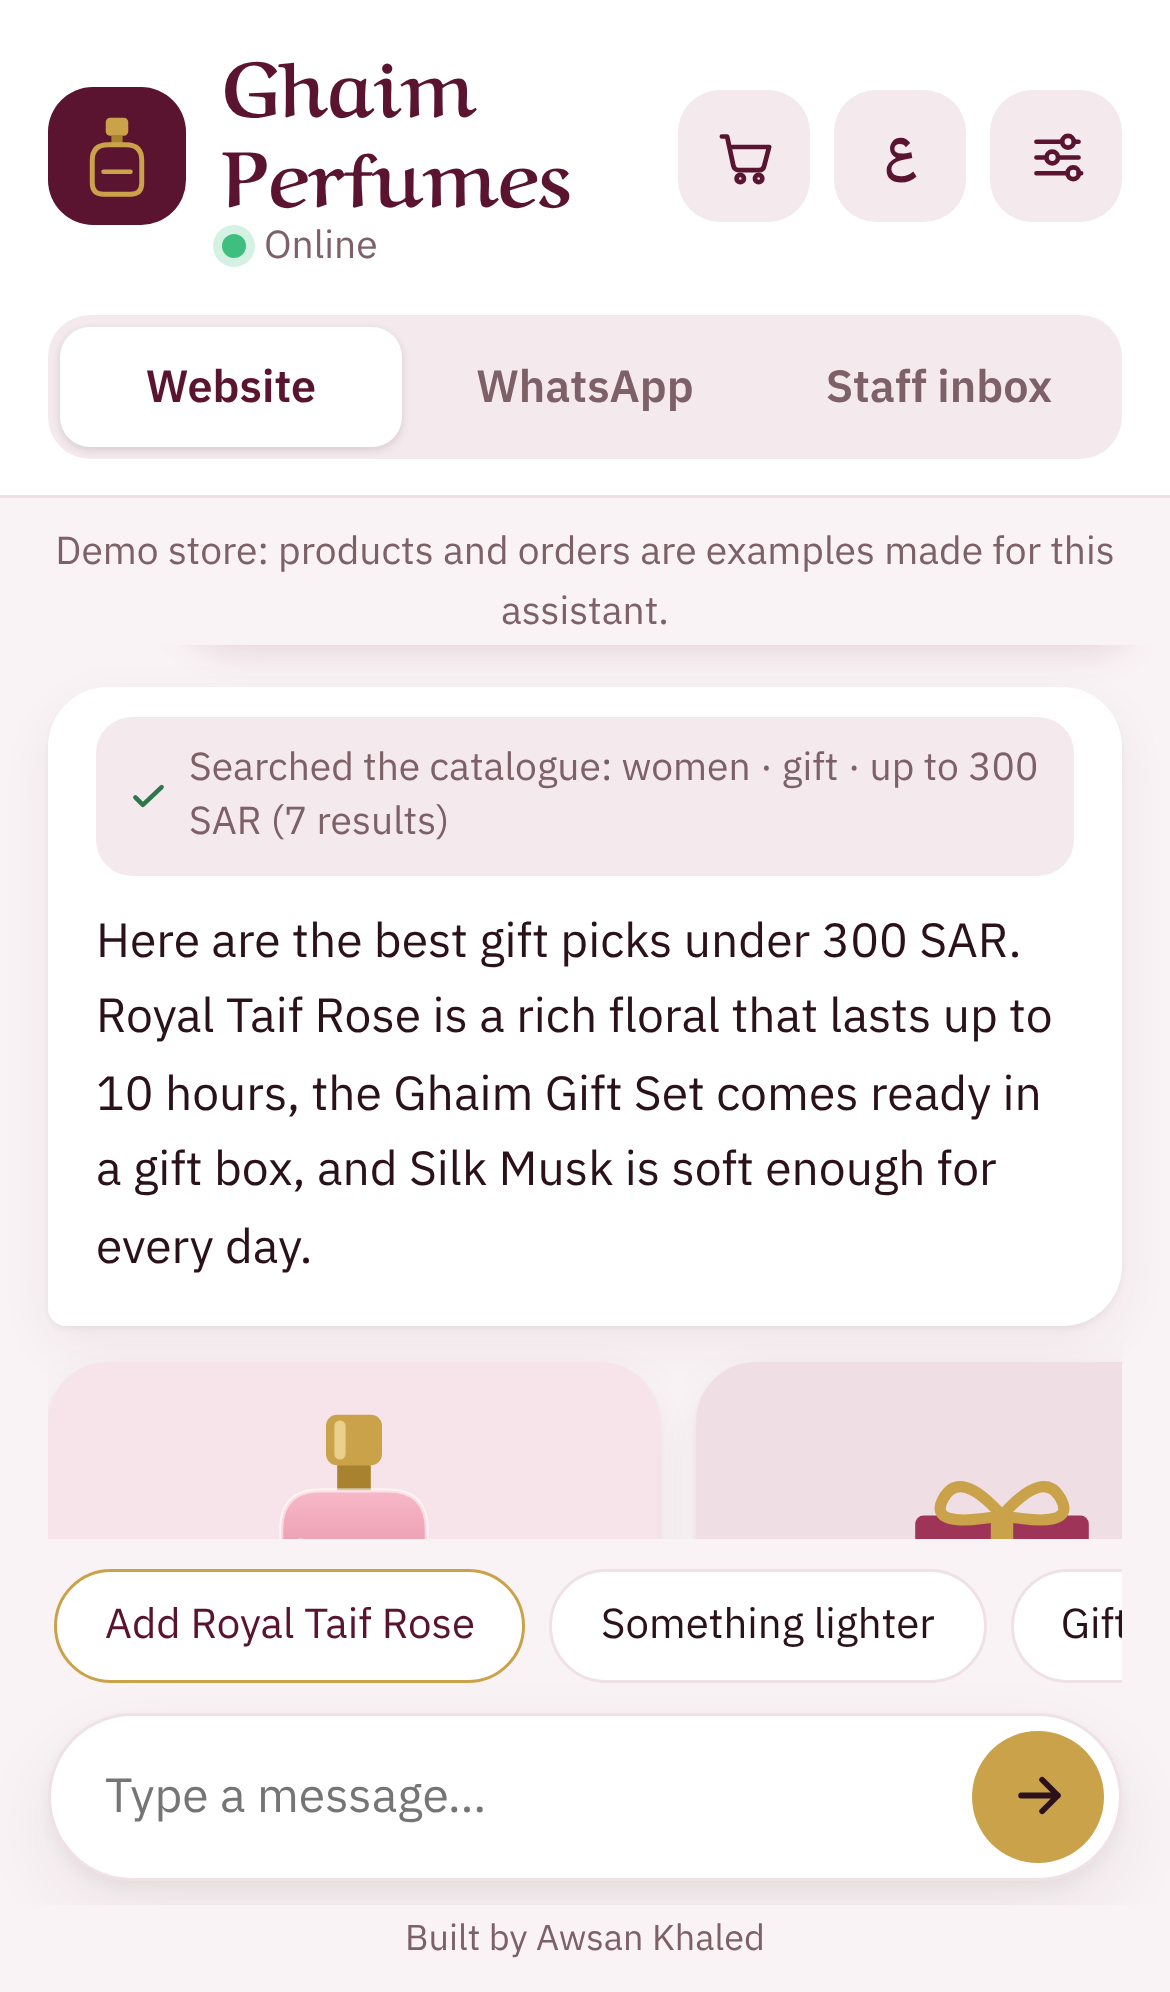 Ghaim
Perfumes
Online
ع
Website
WhatsApp
Staff inbox
Demo store: products and orders are examples made for this
assistant.
Searched the catalogue: women · gift · up to 300
SAR (7 results)
Here are the best gift picks under 300 SAR.
Royal Taif Rose is a rich floral that lasts up to
10 hours, the Ghaim Gift Set comes ready in
a gift box, and Silk Musk is soft enough for
every day.
Add Royal Taif Rose
Something lighter
Gift
Type a message...
Built by Awsan Khaled